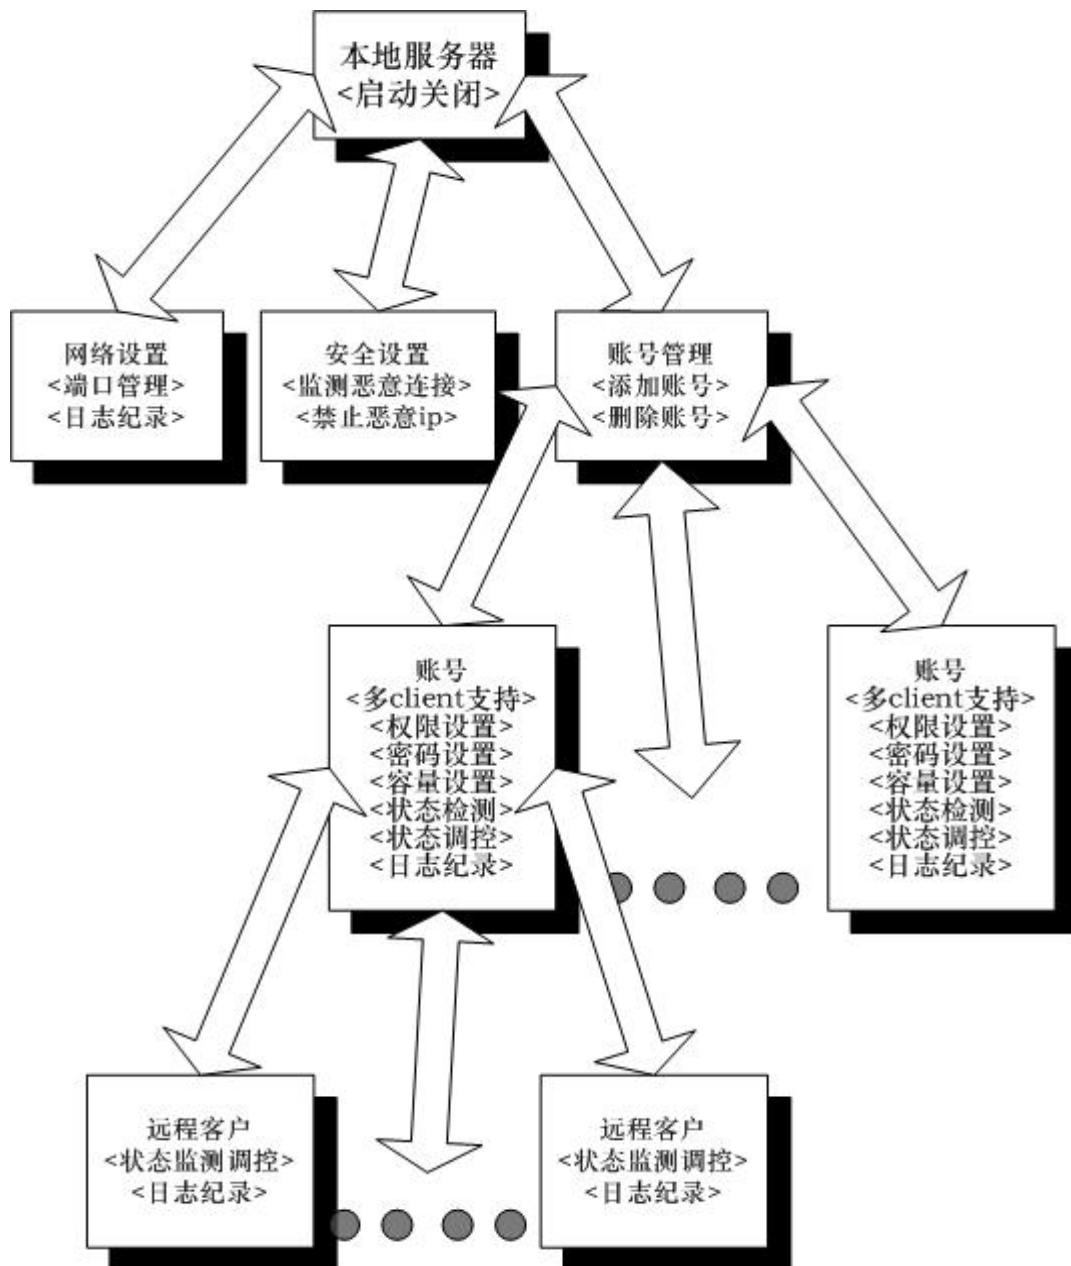 本地服务器
<启动关闭>
网络设置
<端口管理>
<日志纪录>
安全设置
<监测恶意连接>
<禁止恶意ip>
账号管理
<添加账号>
<删除账号>
账号
<多client支持>
<权限设置>
<密码设置>
<容量设置>
<状态检测>
<状态调控>
<日志纪录>
账号
<多client支持>
<权限设置>
<密码设置>
<容量设置>
<状态检测>
<状态调控>
<日志纪录>
远程客户
<状态监测调控>
<日志纪录>
远程客户
<状态监测调控>
<日志纪录>